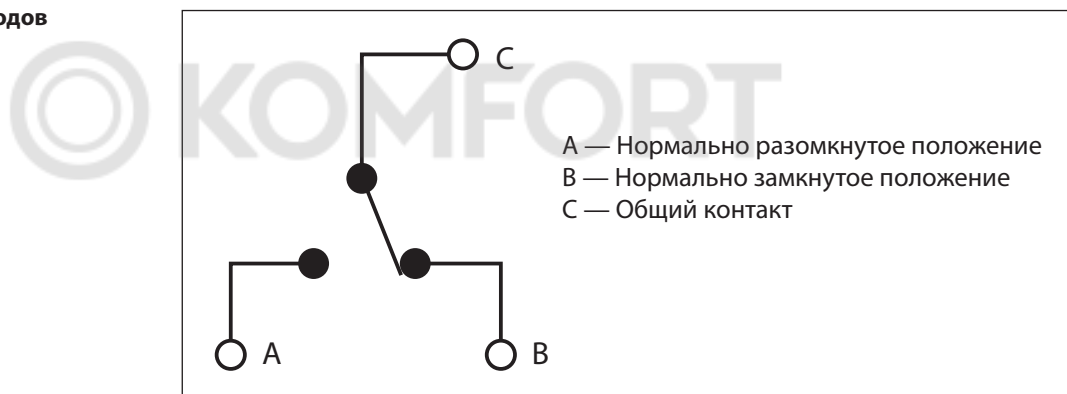 одов
KOMFORT
C
A — Нормально разомкнутое положение
B — Нормально замкнутое положение
C — Общий контакт
A
B